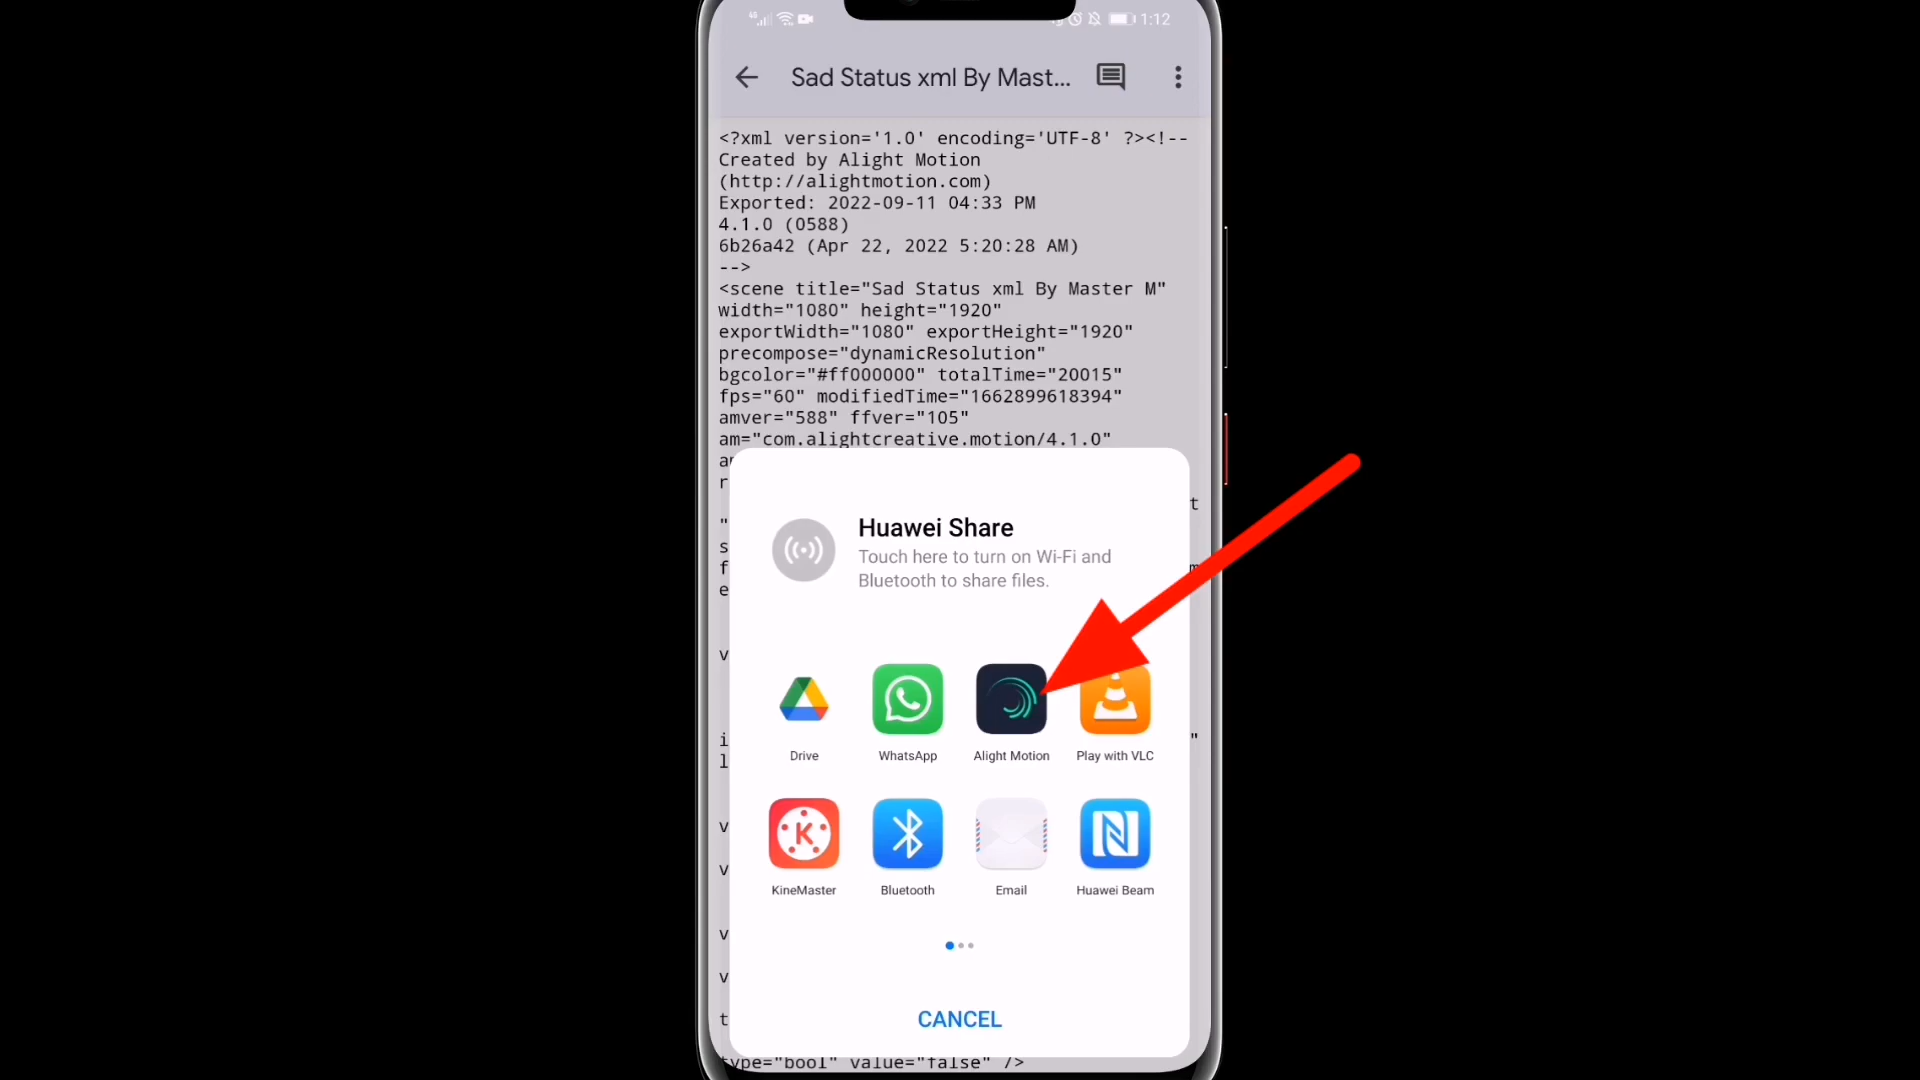 4G 1:12
Sad Status xml By Mast...
<?xml version='1.0' encoding='UTF-8' ?><!--
Created by Alight Motion
(http://alightmotion.com)
Exported: 2022-09-11 04:33 PM
4.1.0 (0588)
6b26a42 (Apr 22, 2022 5:20:28 AM)
-->
<scene title="Sad Status xml By Master M"
width="1080" height="1920"
exportWidth="1080" exportHeight="1920"
precompose="dynamicResolution"
bgcolor="#ff000000" totalTime="20015"
fps="60" modifiedTime="1662899618394"
amver="588" ffver="105"
am="com.alightcreative.motion/4.1.0"
Huawei Share
Touch here to turn on Wi-Fi and
Bluetooth to share files.
Drive
WhatsApp
Alight Motion
Play with VLC
KineMaster
Bluetooth
Email
Huawei Beam
CANCEL
type="bool" value="false" />